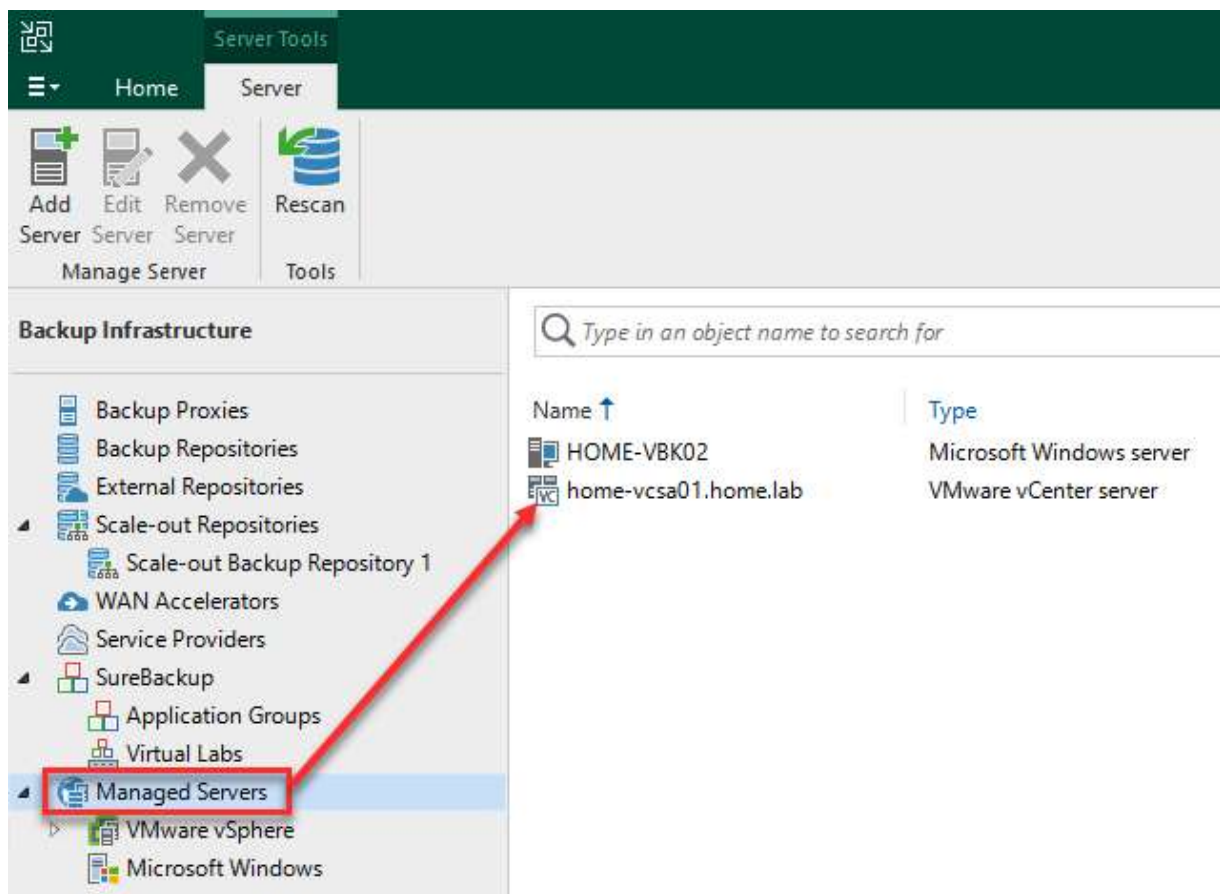 Server Tools
Home Server
Add Server
Edit Server
Remove Server
Rescan
Manage Server
Tools
Backup Infrastructure
Type in an object name to search for
Backup Proxies
Backup Repositories
External Repositories
Scale-out Repositories
Scale-out Backup Repository 1
WAN Accelerators
Service Providers
SureBackup
Application Groups
Virtual Labs
Managed Servers
VMware vSphere
Microsoft Windows
Name Type
HOME-VBK02 Microsoft Windows server
VC home-vcsa01.home.lab VMware vCenter server